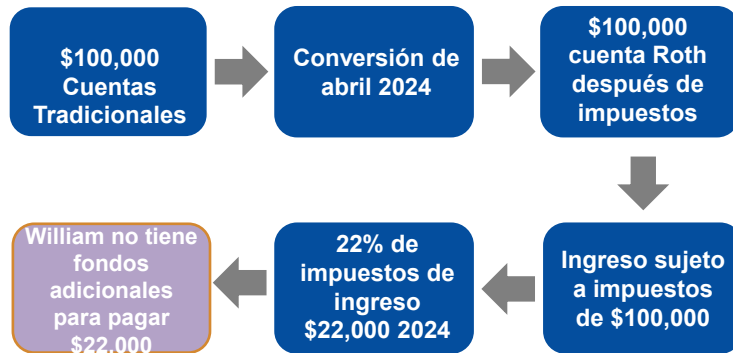 $100,000
Cuentas
Tradicionales
Conversión de
abril 2024
$100,000
cuenta Roth
después de
impuestos
Ingreso sujeto
a impuestos
de $100,000
22% de
impuestos de
ingreso
$22,000 2024
William no tiene
fondos
adicionales
para pagar
$22,000